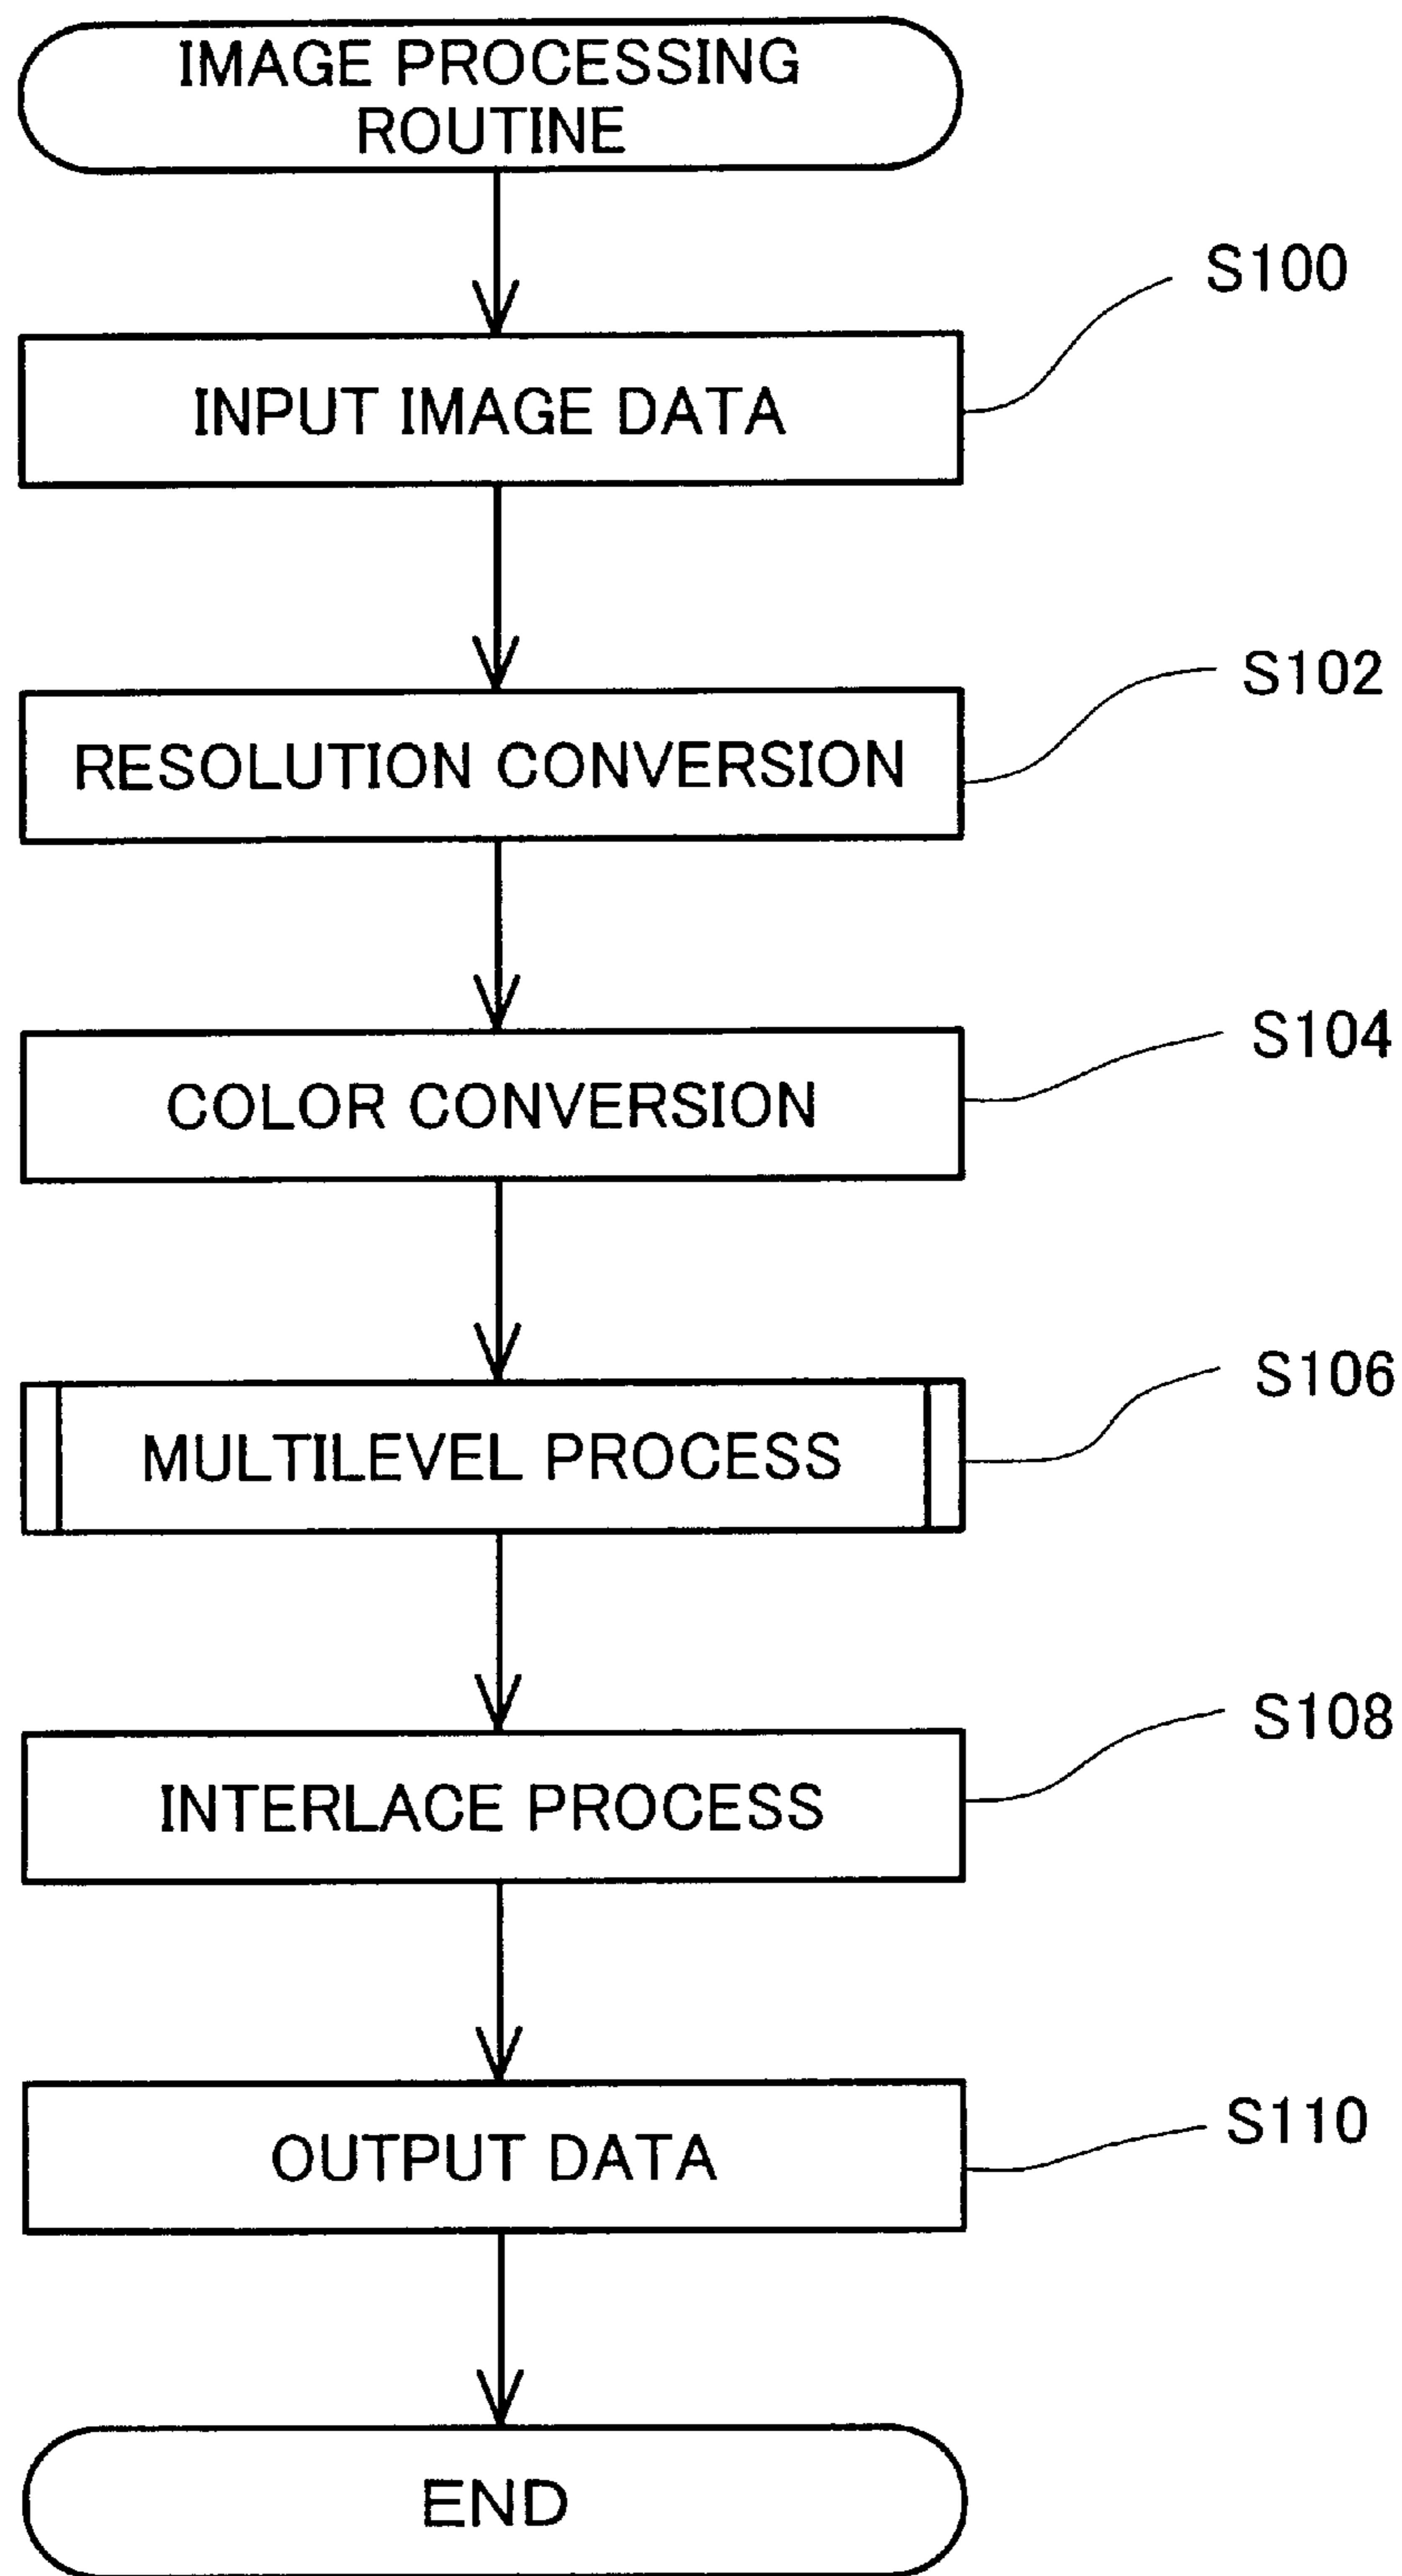 IMAGE PROCESSING
ROUTINE
S100
INPUT IMAGE DATA
S102
RESOLUTION CONVERSION
S104
COLOR CONVERSION
S106
MULTILEVEL PROCESS
S108
INTERLACE PROCESS
S110
OUTPUT DATA
END